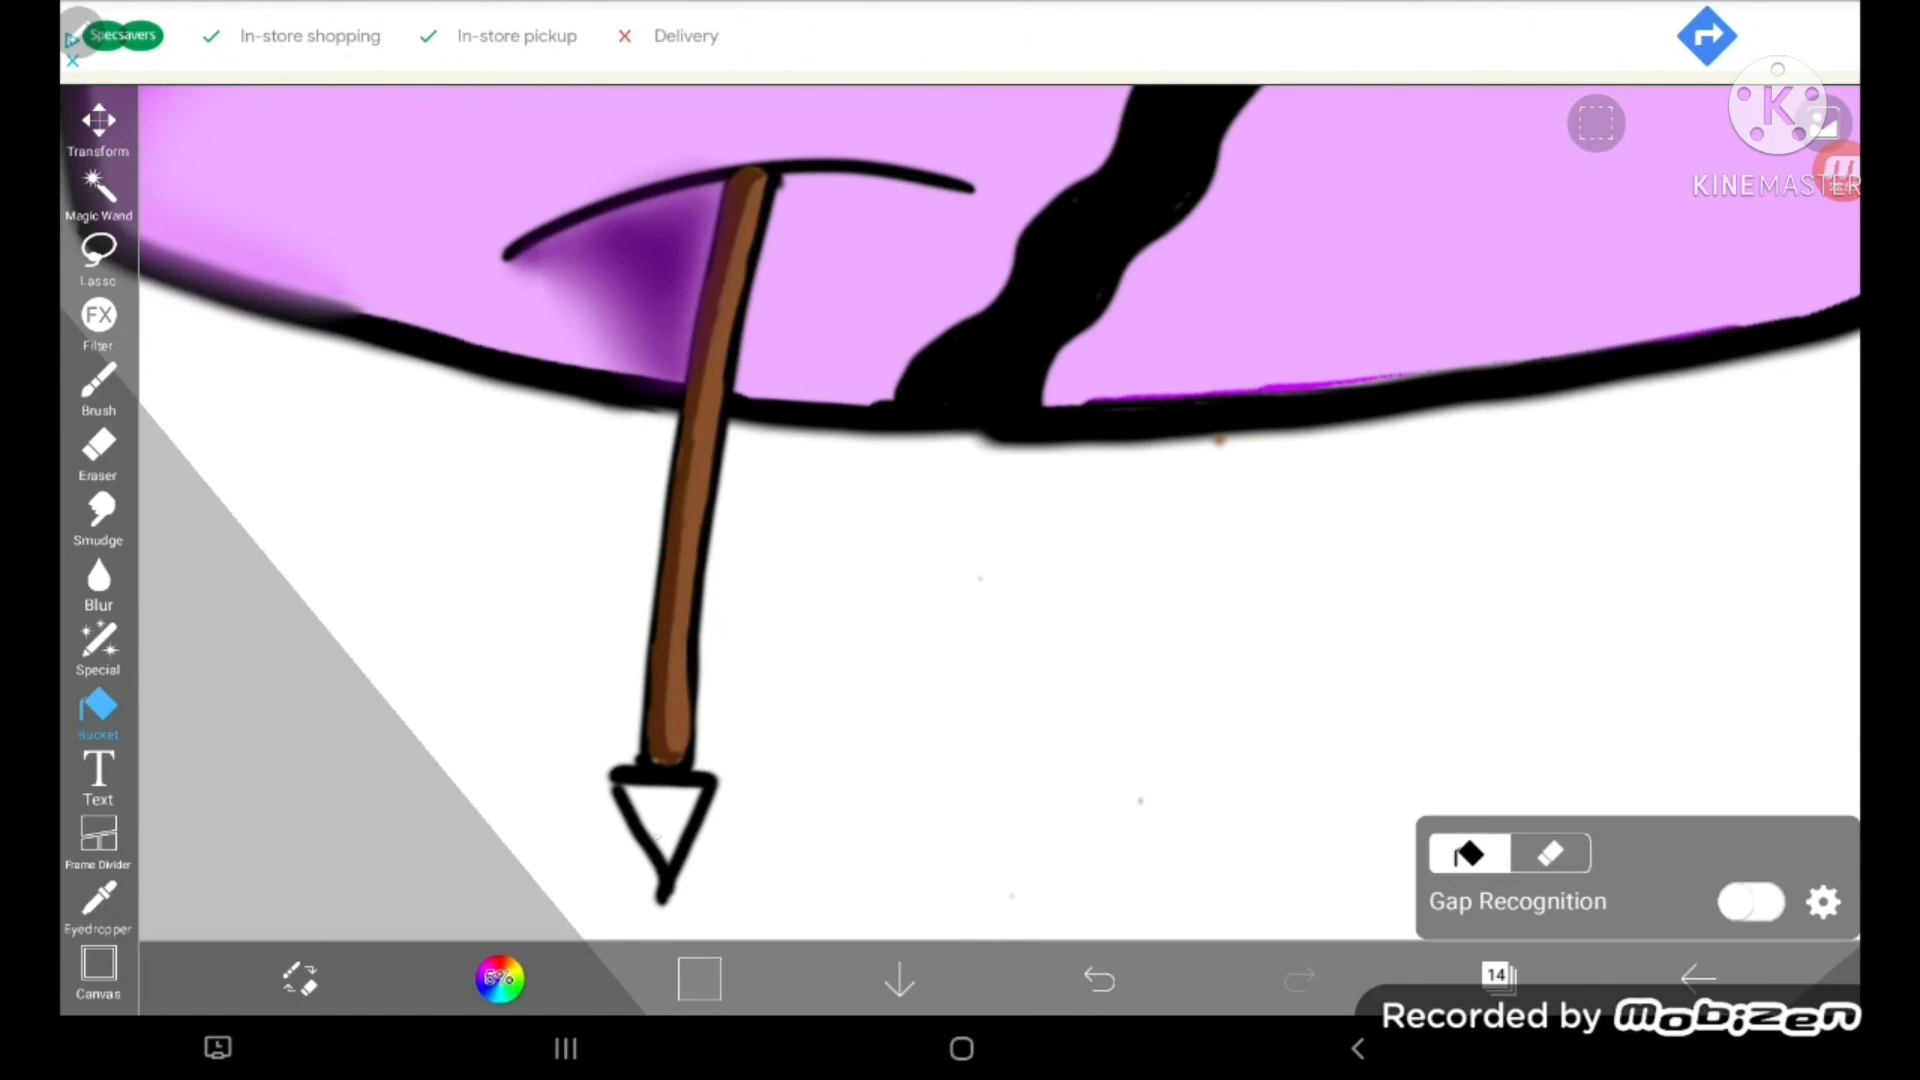 Specsavers
In-store shopping
In-store pickup
Delivery
K
KINEMASTER
Transform
Magic Wand
Lasso
FX
Filter
Brush
Eraser
Smudge
Blur
Special
Bucket
T
Text
Frame Divider
Eyedropper
Canvas
Gap Recognition
5%
14
Recorded by mobizen